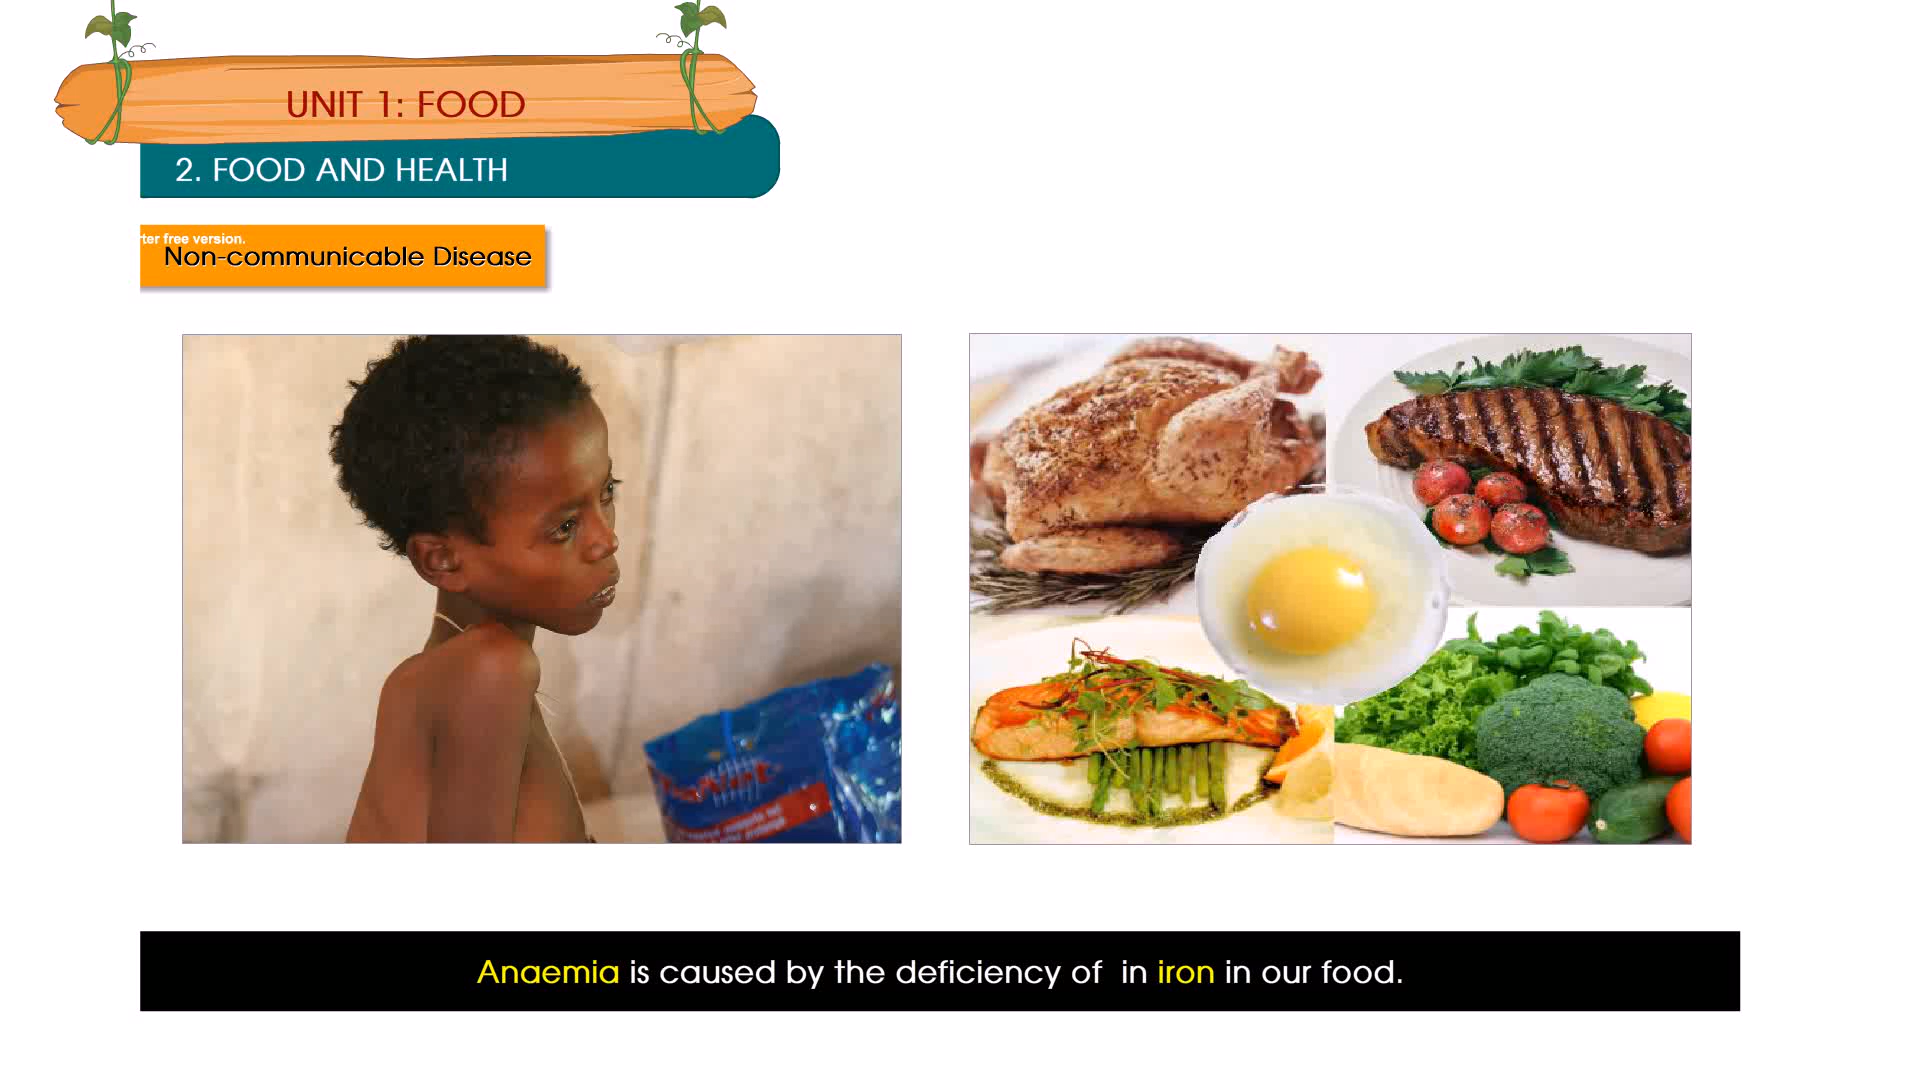 UNIT 1: FOOD
2. FOOD AND HEALTH
rter free version.
Non-communicable Disease
Anaemia is caused by the deficiency of  in iron in our food.